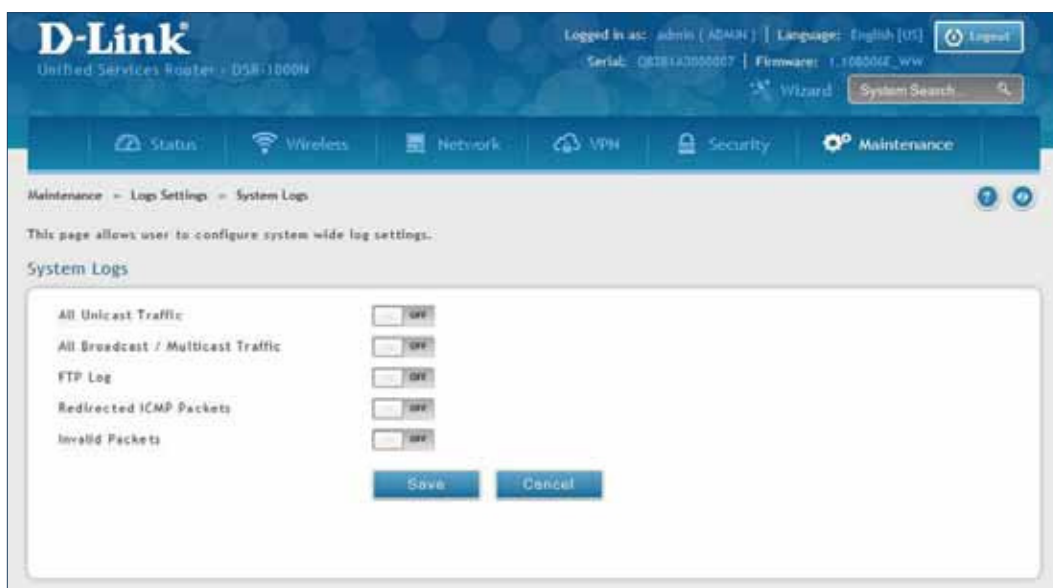 D-Link
Unified Services Router - DSR-1000N
Logged in as: admin ( ADMIN ) | Language: English [US]
Logout
Serial: | Firmware:
Wizard
System Search
Status
Wireless
Network
VPN
Security
Maintenance
Maintenance » Logs Settings » System Logs
This page allows user to configure system wide log settings.
System Logs
All Unicast Traffic OFF
All Broadcast / Multicast Traffic OFF
FTP Log OFF
Redirected ICMP Packets OFF
Invalid Packets OFF
Save
Cancel